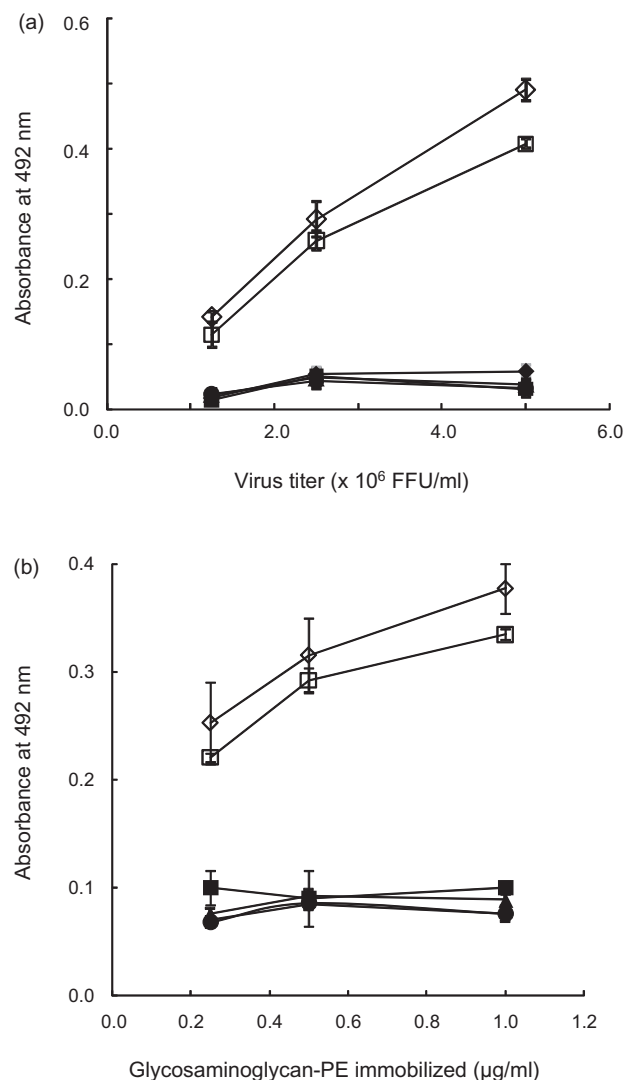 (a)
0.6
0.4
0.2
0.0
Absorbance at 492 nm
0.0 2.0 4.0 6.0
Virus titer (x 10⁶ FFU/ml)
(b)
0.4
0.3
0.2
0.1
0.0
Absorbance at 492 nm
0.0 0.2 0.4 0.6 0.8 1.0 1.2
Glycosaminoglycan-PE immobilized (μg/ml)